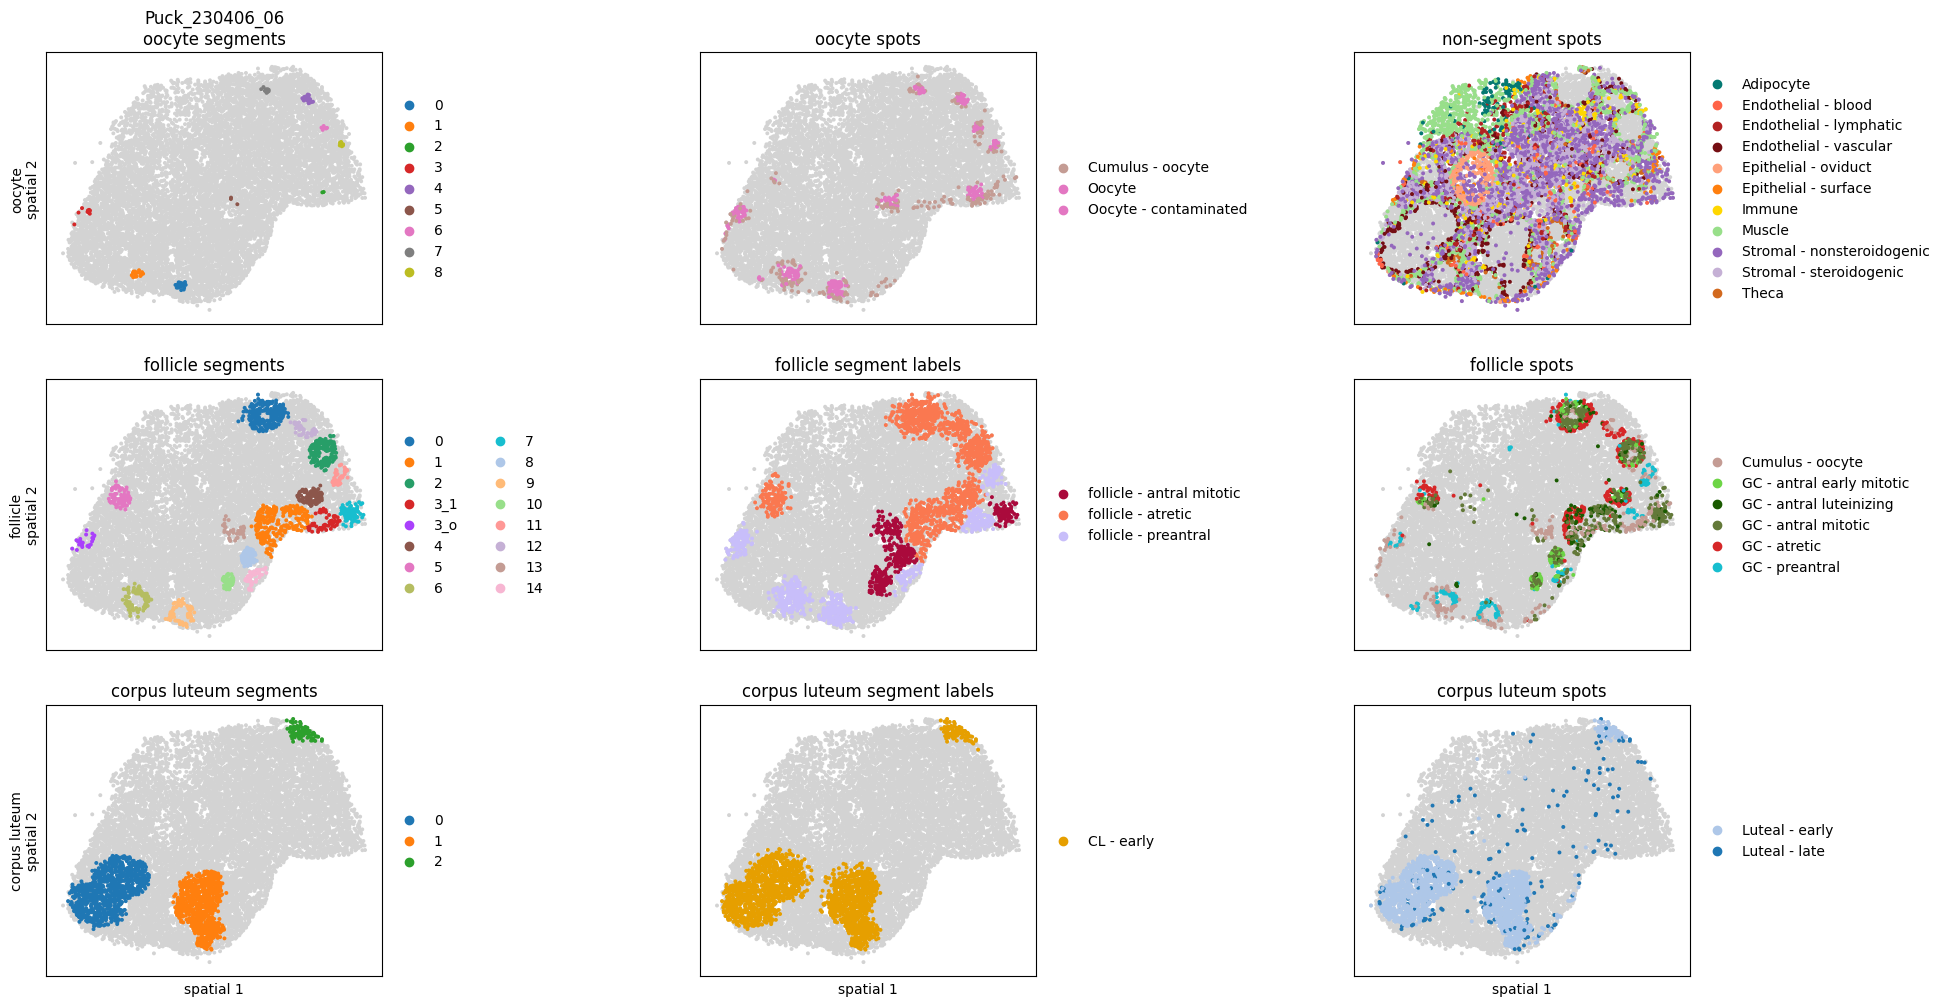 Puck_230406_06
oocyte segments
oocyte
spatial 2
0
1
2
3
4
5
6
7
8
oocyte spots
Cumulus - oocyte
Oocyte
Oocyte - contaminated
non-segment spots
Adipocyte
Endothelial - blood
Endothelial - lymphatic
Endothelial - vascular
Epithelial - oviduct
Epithelial - surface
Immune
Muscle
Stromal - nonsteroidogenic
Stromal - steroidogenic
Theca
follicle segments
follicle
spatial 2
0
1
2
3_1
3_o
4
5
6
7
8
9
10
11
12
13
14
follicle segment labels
follicle - antral mitotic
follicle - atretic
follicle - preantral
follicle spots
Cumulus - oocyte
GC - antral early mitotic
GC - antral luteinizing
GC - antral mitotic
GC - atretic
GC - preantral
corpus luteum segments
corpus luteum
spatial 2
spatial 1
0
1
2
corpus luteum segment labels
spatial 1
CL - early
corpus luteum spots
spatial 1
Luteal - early
Luteal - late